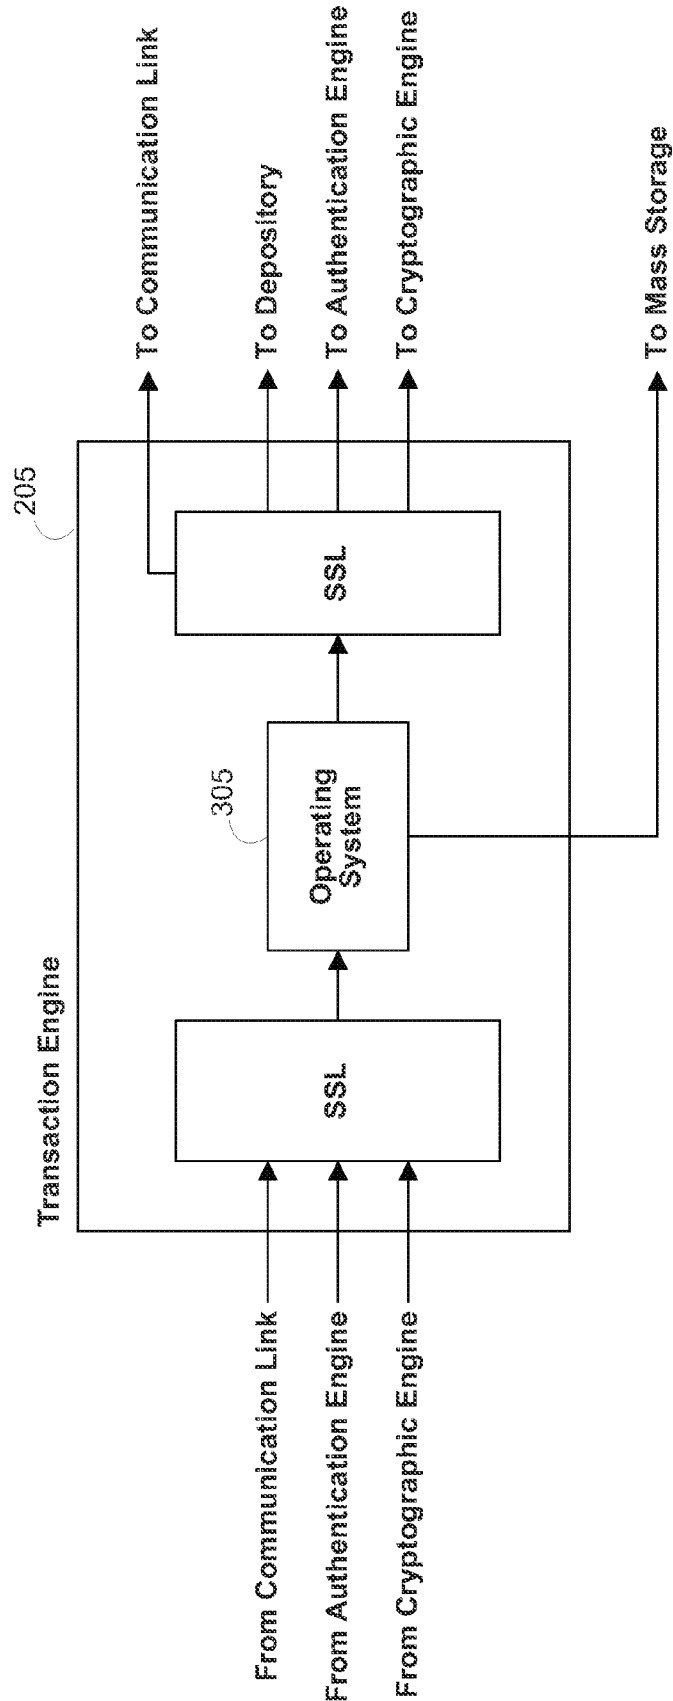 Transaction Engine
205
From Communication Link
From Authentication Engine
From Cryptographic Engine
SSL
305
Operating
System
SSL
To Communication Link
To Depository
To Authentication Engine
To Cryptographic Engine
To Mass Storage